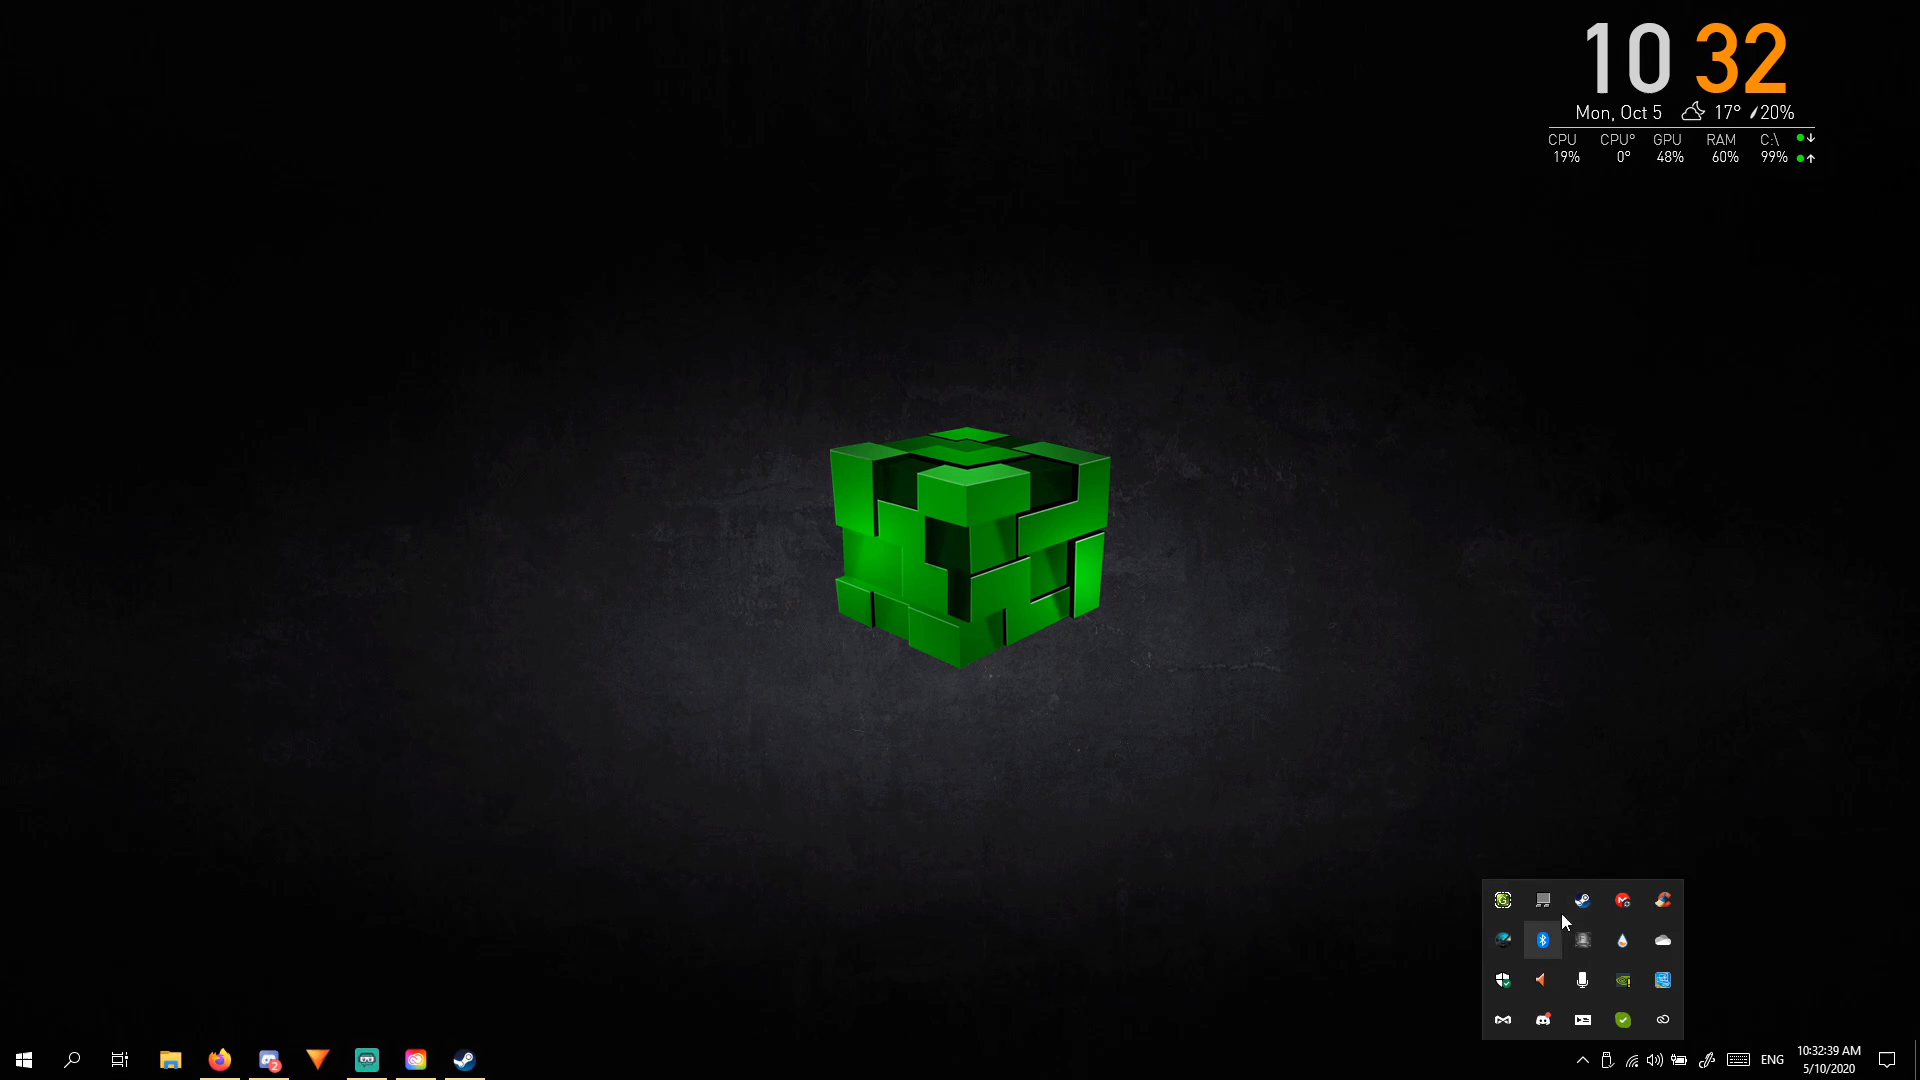 10 32
Mon, Oct 5 17° 20%
CPU CPU° GPU RAM C:\
19% 0° 48% 60% 99%
2
ENG
10:32:39 AM
5/10/2020